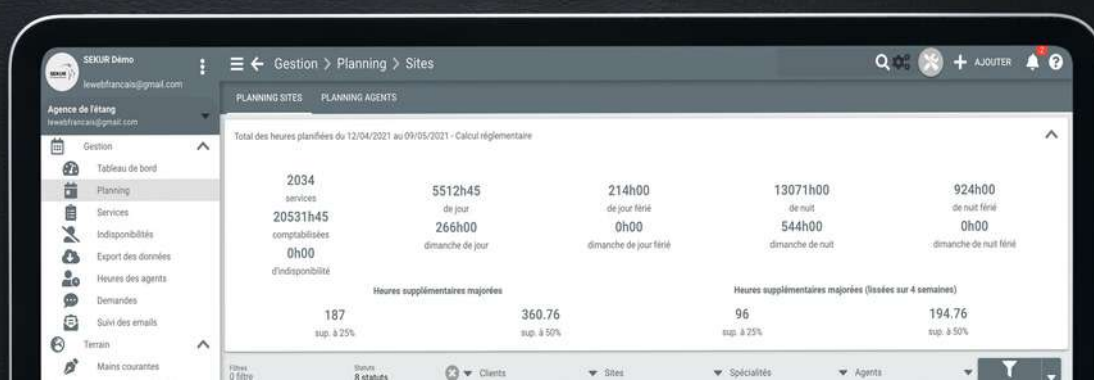 SEKUR Démo
SEKUR
lewebfrancais@gmail.com
Gestion > Planning > Sites
AJOUTER
2
?
Agence de l'étang
lewebfrancais@gmail.com
PLANNING SITES PLANNING AGENTS
Total des heures planifiées du 12/04/2021 au 09/05/2021 - Calcul réglementaire
Gestion
Tableau de bord
Planning
Services
Indisponibilités
Export des données
Heures des agents
Demandes
Suivi des emails
Terrain
Mains courantes
2034
services
20531h45
comptabilisées
0h00
d'indisponibilité
5512h45
de jour
266h00
dimanche de jour
214h00
de jour férié
0h00
dimanche de jour férié
13071h00
de nuit
544h00
dimanche de nuit
924h00
de nuit férié
0h00
dimanche de nuit férié
Heures supplémentaires majorées
187
sup. à 25%
360.76
sup. à 50%
Heures supplémentaires majorées (lissées sur 4 semaines)
96
sup. à 25%
194.76
sup. à 50%
Filtres
0 filtre
Statuts
8 statuts
Clients
Sites
Spécialités
Agents